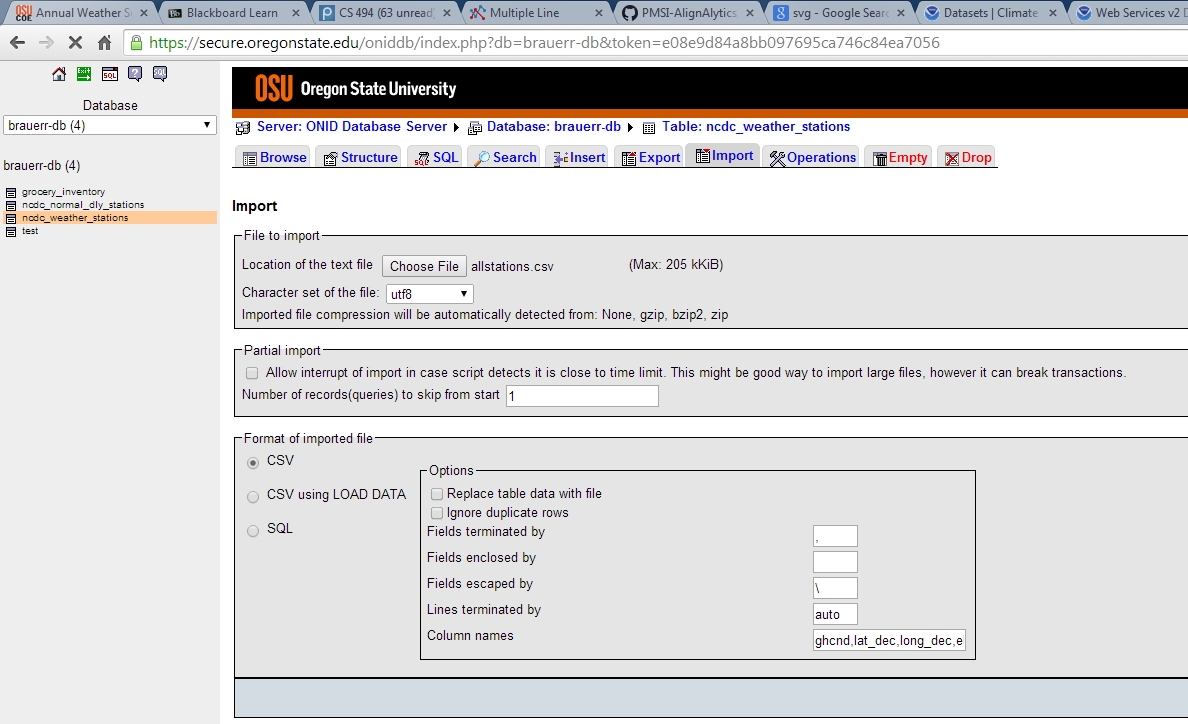 OSU COE Annual Weather S
Bb Blackboard Learn
CS 494 (63 unread)
Multiple Line
PMSI-AlignAlytics
svg - Google Sear
Datasets | Climate
Web Services v2 D
https://secure.oregonstate.edu/oniddb/index.php?db=brauerr-db&token=e08e9d84a8bb097695ca746c84ea7056
Exit SQL ? SQL
Database
brauerr-db (4)
brauerr-db (4)
grocery_inventory
ncdc_normal_dly_stations
ncdc_weather_stations
test
OSU Oregon State University
Server: ONID Database Server Database: brauerr-db Table: ncdc_weather_stations
Browse Structure SQL Search Insert Export Import Operations Empty Drop
Import
File to import
Location of the text file Choose File allstations.csv (Max: 205 kKiB)
Character set of the file: utf8
Imported file compression will be automatically detected from: None, gzip, bzip2, zip
Partial import
Allow interrupt of import in case script detects it is close to time limit. This might be good way to import large files, however it can break transactions.
Number of records(queries) to skip from start 1
Format of imported file
CSV
CSV using LOAD DATA
SQL
Options
Replace table data with file
Ignore duplicate rows
Fields terminated by ,
Fields enclosed by
Fields escaped by \
Lines terminated by auto
Column names ghcnd,lat_dec,long_dec,e